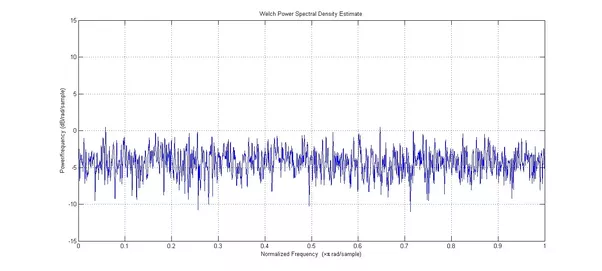 Welch Power Spectral Density Estimate
15
10
5
0
-5
-10
-15
Power/frequency (dB/rad/sample)
0 0.1 0.2 0.3 0.4 0.5 0.6 0.7 0.8 0.9 1
Normalized Frequency (×π rad/sample)